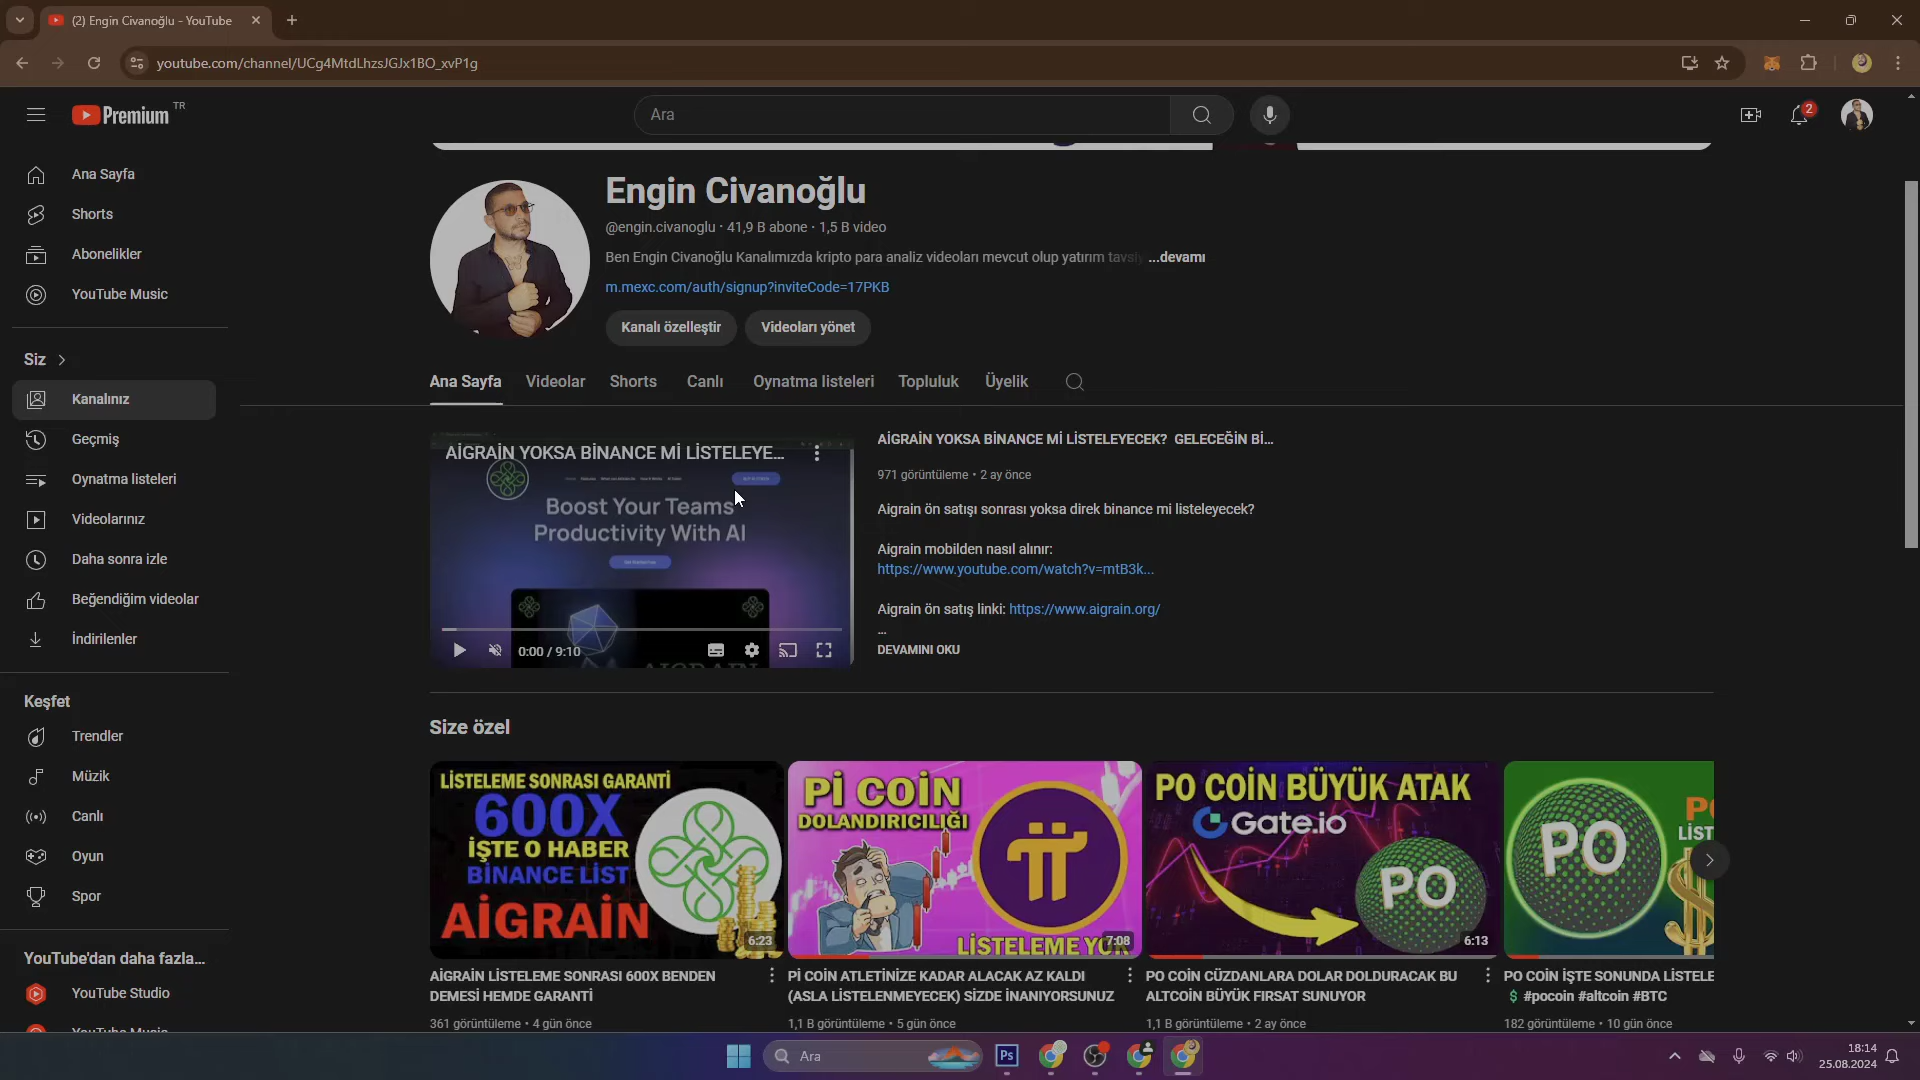 (2) Engin Civanoğlu - YouTube
youtube.com/channel/UCg4MtdLhzsJGJx1BO_xvP1g
Premium TR
Ara
2
Ana Sayfa
Shorts
Abonelikler
YouTube Music
Siz
Kanalınız
Geçmiş
Oynatma listeleri
Videolarınız
Daha sonra izle
Beğendiğim videolar
İndirilenler
Keşfet
Trendler
Müzik
Canlı
Oyun
Spor
YouTube'dan daha fazla...
YouTube Studio
YouTube Music
Engin Civanoğlu
@engin.civanoglu · 41,9 B abone · 1,5 B video
Ben Engin Civanoğlu Kanalımızda kripto para analiz videoları mevcut olup yatırım tavsiy ...devamı
m.mexc.com/auth/signup?inviteCode=17PKB
Kanalı özelleştir Videoları yönet
Ana Sayfa Videolar Shorts Canlı Oynatma listeleri Topluluk Üyelik
AİGRAİN YOKSA BİNANCE Mİ LİSTELEYE...
Boost Your Teams
Productivity With AI
AIGRAIN
0:00 / 9:10
AİGRAİN YOKSA BİNANCE Mİ LİSTELEYECEK? GELECEĞİN Bİ...
971 görüntüleme · 2 ay önce
Aigrain ön satışı sonrası yoksa direk binance mi listeleyecek?
Aigrain mobilden nasıl alınır:
https://www.youtube.com/watch?v=mtB3k...
Aigrain ön satış linki: https://www.aigrain.org/
...
DEVAMINI OKU
Size özel
LİSTELEME SONRASI GARANTİ
600X
İŞTE O HABER
BİNANCE LİST
AİGRAİN
6:23
AİGRAİN LİSTELEME SONRASI 600X BENDEN
DEMESİ HEMDE GARANTİ
361 görüntüleme · 4 gün önce
Pİ COİN
DOLANDIRICILIĞI
LİSTELEME YOK
7:08
Pİ COİN ATLETİNİZE KADAR ALACAK AZ KALDI
(ASLA LİSTELENMEYECEK) SİZDE İNANIYORSUNUZ
1,1 B görüntüleme · 5 gün önce
PO COİN BÜYÜK ATAK
Gate.io
PO
6:13
PO COİN CÜZDANLARA DOLAR DOLDURACAK BU
ALTCOİN BÜYÜK FIRSAT SUNUYOR
1,1 B görüntüleme · 2 ay önce
PO
LİST
PO COİN İŞTE SONUNDA LİSTELE
$ #pocoin #altcoin #BTC
182 görüntüleme · 10 gün önce
Ara
Ps
18:14
25.08.2024